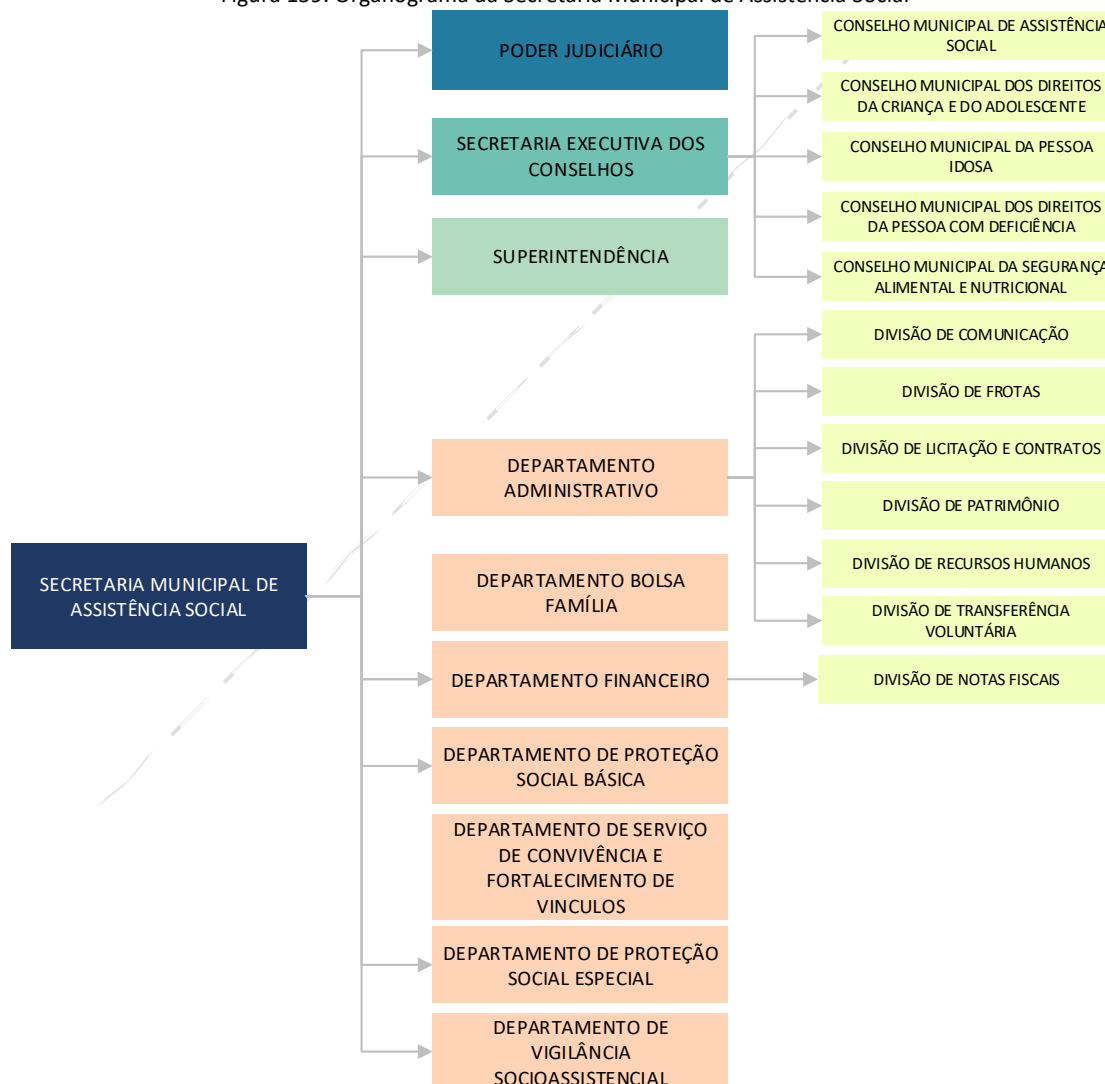 Figura 139. Organograma da Secretaria Municipal de Assistência Social
PODER JUDICIÁRIO
SECRETARIA EXECUTIVA DOS
CONSELHOS
SUPERINTENDÊNCIA
CONSELHO MUNICIPAL DE ASSISTÊNCIA
SOCIAL
CONSELHO MUNICIPAL DOS DIREITOS
DA CRIANÇA E DO ADOLESCENTE
CONSELHO MUNICIPAL DA PESSOA
IDOSA
CONSELHO MUNICIPAL DOS DIREITOS
DA PESSOA COM DEFICIÊNCIA
CONSELHO MUNICIPAL DA SEGURANÇA
ALIMENTAL E NUTRICIONAL
DIVISÃO DE COMUNICAÇÃO
DIVISÃO DE FROTAS
DIVISÃO DE LICITAÇÃO E CONTRATOS
DIVISÃO DE PATRIMÔNIO
DIVISÃO DE RECURSOS HUMANOS
DIVISÃO DE TRANSFERÊNCIA
VOLUNTÁRIA
DIVISÃO DE NOTAS FISCAIS
SECRETARIA MUNICIPAL DE
ASSISTÊNCIA SOCIAL
DEPARTAMENTO
ADMINISTRATIVO
DEPARTAMENTO BOLSA
FAMÍLIA
DEPARTAMENTO FINANCEIRO
DEPARTAMENTO DE PROTEÇÃO
SOCIAL BÁSICA
DEPARTAMENTO DE SERVIÇO
DE CONVIVÊNCIA E
FORTALECIMENTO DE
VINCULOS
DEPARTAMENTO DE PROTEÇÃO
SOCIAL ESPECIAL
DEPARTAMENTO DE
VIGILÂNCIA
SOCIOASSISTENCIAL